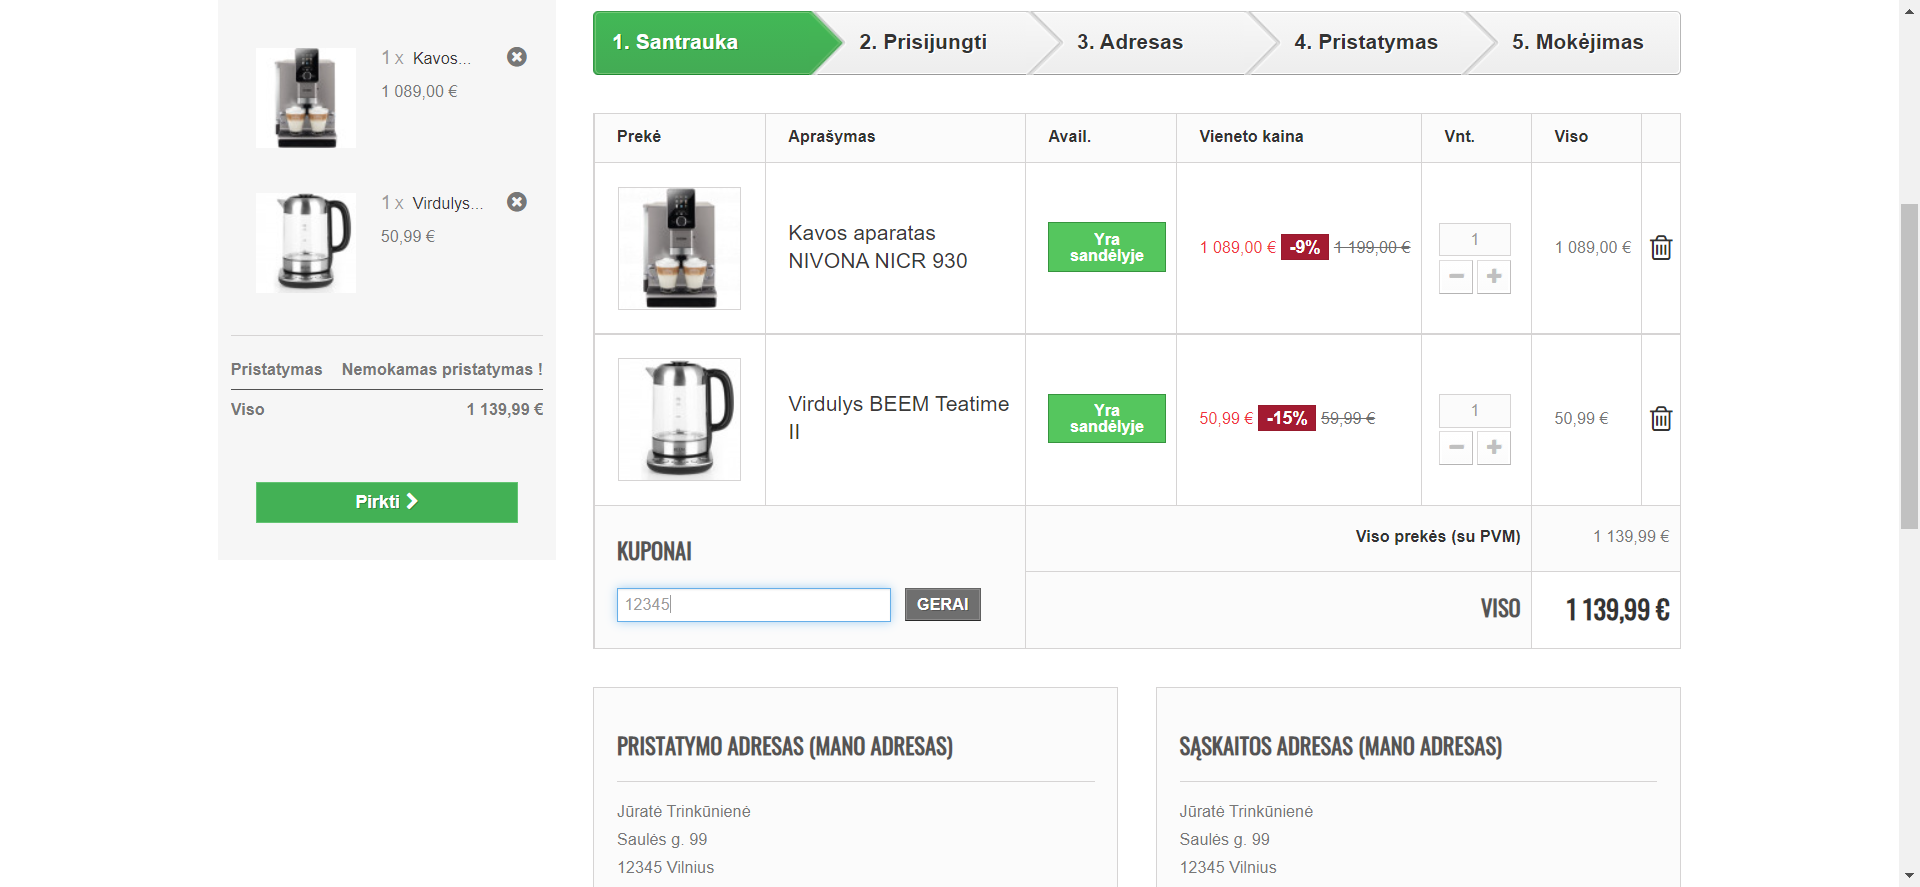 1 x Kavos...
1 089,00 €
1 x Virdulys...
50,99 €
Pristatymas Nemokamas pristatymas !
Viso 1 139,99 €
Pirkti
1. Santrauka
2. Prisijungti
3. Adresas
4. Pristatymas
5. Mokėjimas
Prekė Aprašymas Avail. Vieneto kaina Vnt. Viso
Kavos aparatas
NIVONA NICR 930
Yra
sandėlyje
1 089,00 € -9% 1 199,00 €
1
1 089,00 €
Virdulys BEEM Teatime
II
Yra
sandėlyje
50,99 € -15% 59,99 €
1
50,99 €
KUPONAI
12345
GERAI
Viso prekės (su PVM) 1 139,99 €
VISO 1 139,99 €
PRISTATYMO ADRESAS (MANO ADRESAS)
Jūratė Trinkūnienė
Saulės g. 99
12345 Vilnius
SĄSKAITOS ADRESAS (MANO ADRESAS)
Jūratė Trinkūnienė
Saulės g. 99
12345 Vilnius